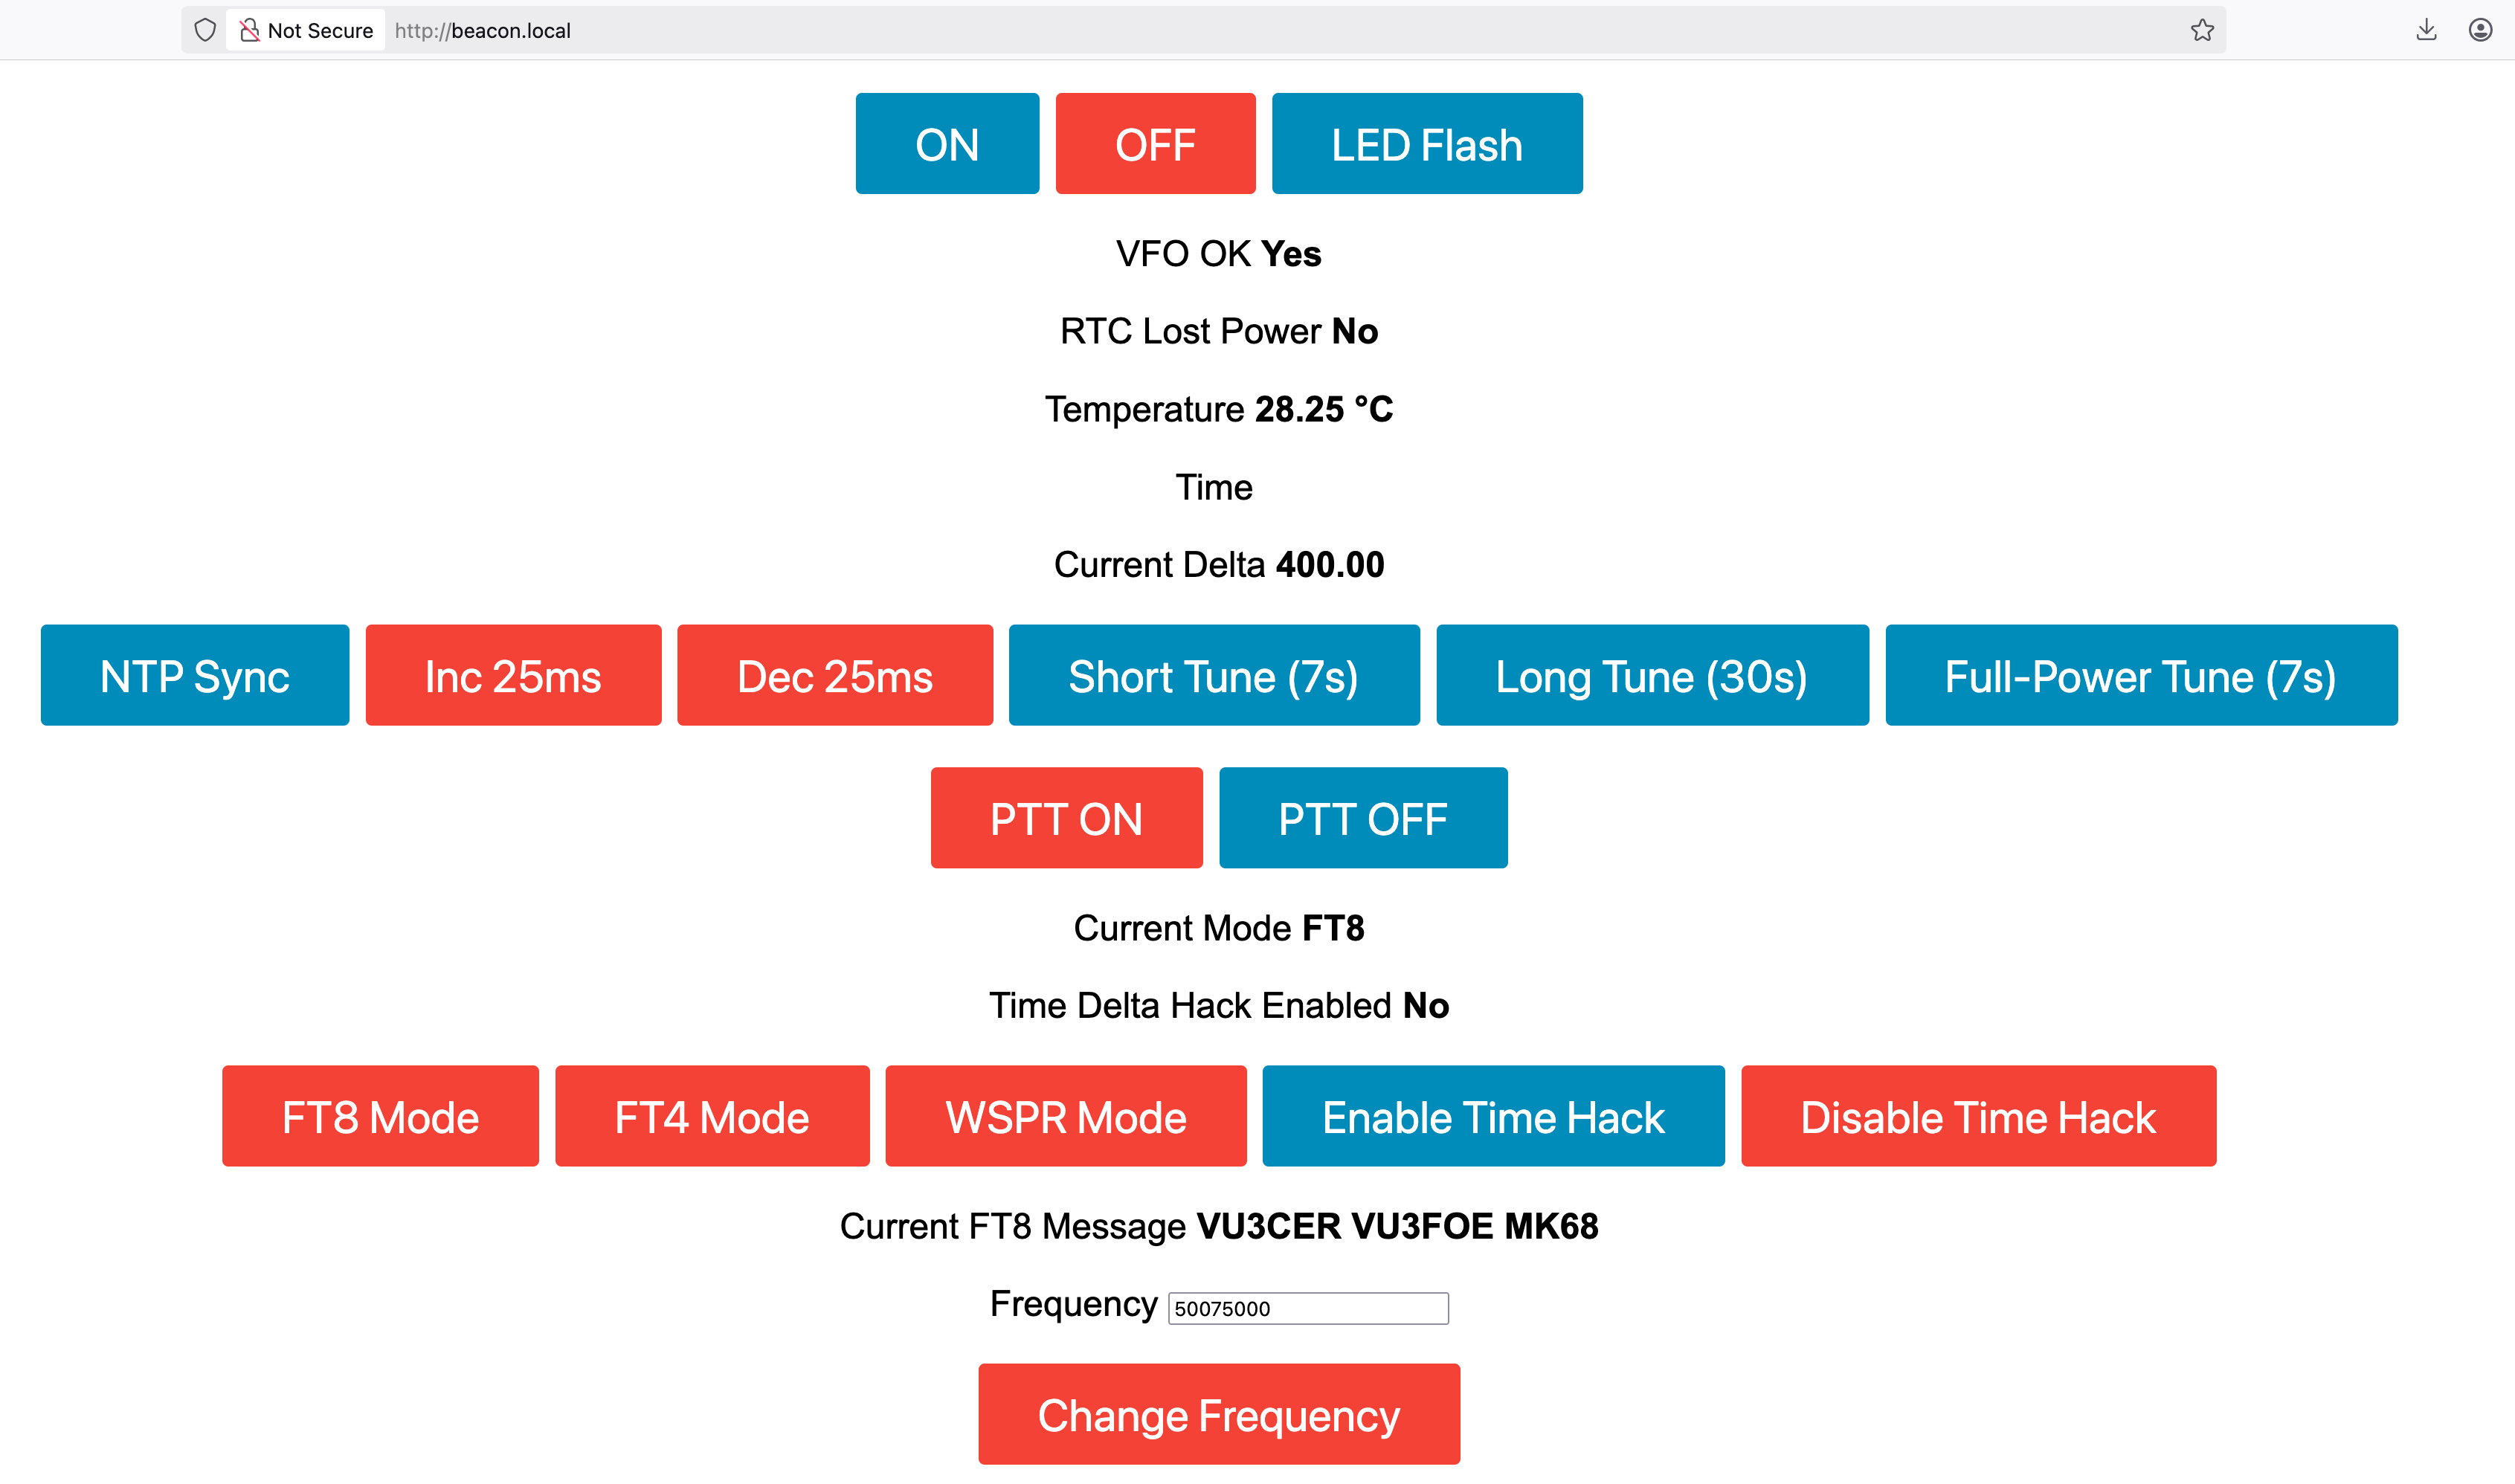 Not Secure http://beacon.local
ON OFF LED Flash
VFO OK Yes
RTC Lost Power No
Temperature 28.25 °C
Time
Current Delta 400.00
NTP Sync Inc 25ms Dec 25ms Short Tune (7s) Long Tune (30s) Full-Power Tune (7s)
PTT ON PTT OFF
Current Mode FT8
Time Delta Hack Enabled No
FT8 Mode FT4 Mode WSPR Mode Enable Time Hack Disable Time Hack
Current FT8 Message VU3CER VU3FOE MK68
Frequency 50075000
Change Frequency